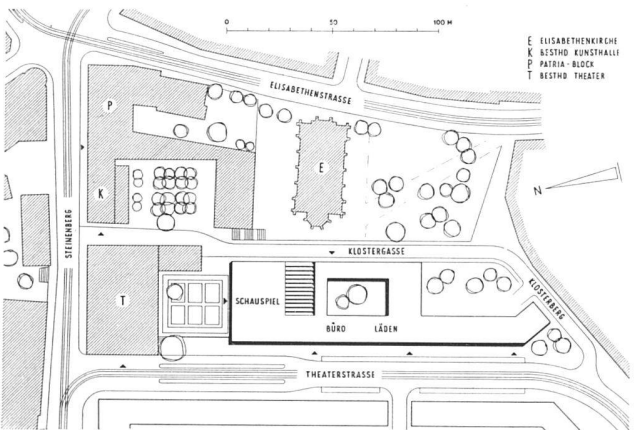 0 50 100 M
E ELISABETHENKIRCHE
K BESTHD KUNSTHALLE
P PATRIA-BLOCK
T BESTHD THEATER
ELISABETHENSTRASSE
P
E
K
N
STEINENBERG
KLOSTERGASSE
KLOSTERBERG
T
SCHAUSPIEL
BÜRO LÄDEN
THEATERSTRASSE